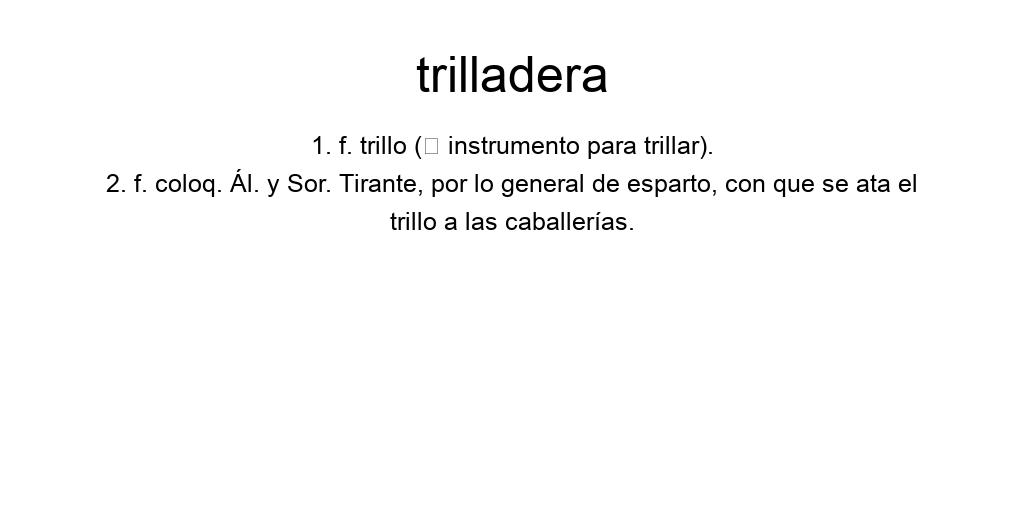 trilladera
1. f. trillo (□ instrumento para trillar).
2. f. coloq. Ál. y Sor. Tirante, por lo general de esparto, con que se ata el
trillo a las caballerías.